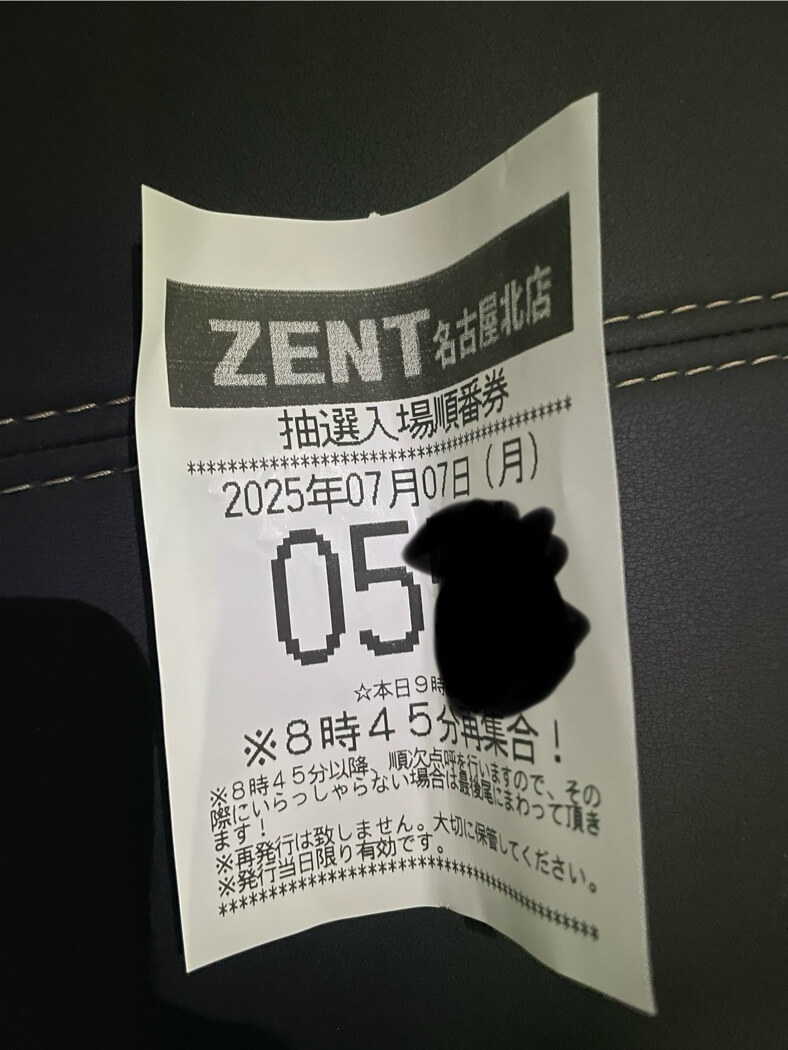 ZENT名古屋北店
抽選入場順番券
********************************
2025年07月07日（月）
05
☆本日9時
※8時45分再集合！
※8時45分以降、順次点呼を行いますので、その
際にいらっしゃらない場合は最後尾にまわって頂き
ます！
※再発行は致しません。大切に保管してください。
※発行当日限り有効です。
********************************